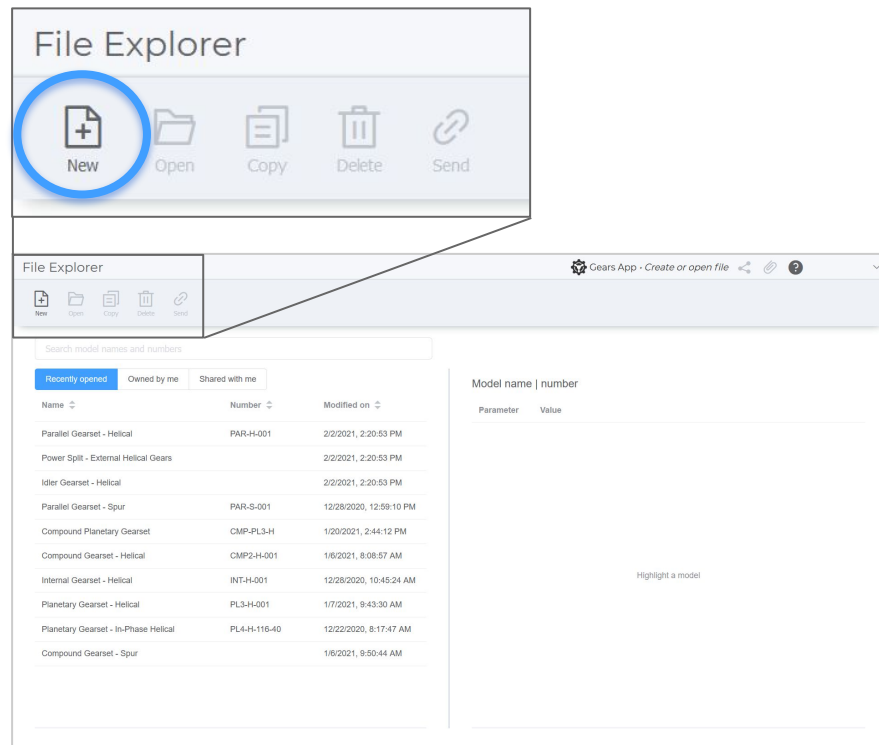 File Explorer
New Open Copy Delete Send
File Explorer
Gears App • Create or open file ?
New Open Copy Delete Send
Search model names and numbers
Recently opened Owned by me Shared with me
Model name | number
Name Number Modified on
Parameter Value
Parallel Gearset - Helical PAR-H-001 2/2/2021, 2:20:53 PM
Power Split - External Helical Gears 2/2/2021, 2:20:53 PM
Idler Gearset - Helical 2/2/2021, 2:20:53 PM
Parallel Gearset - Spur PAR-S-001 12/28/2020, 12:59:10 PM
Compound Planetary Gearset CMP-PL3-H 1/20/2021, 2:44:12 PM
Compound Gearset - Helical CMP2-H-001 1/6/2021, 8:08:57 AM
Internal Gearset - Helical INT-H-001 12/28/2020, 10:45:24 AM
Highlight a model
Planetary Gearset - Helical PL3-H-001 1/7/2021, 9:43:30 AM
Planetary Gearset - In-Phase Helical PL4-H-116-40 12/22/2020, 8:17:47 AM
Compound Gearset - Spur 1/6/2021, 9:50:44 AM